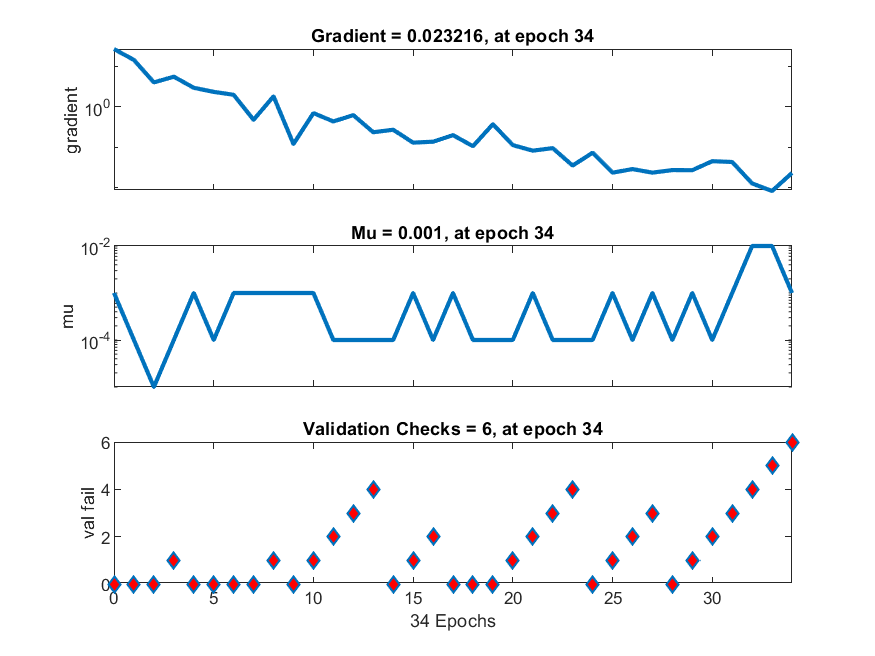 Gradient = 0.023216, at epoch 34
gradient
10^0
Mu = 0.001, at epoch 34
mu
10^-2
10^-4
Validation Checks = 6, at epoch 34
val fail
6
4
2
0
0 5 10 15 20 25 30
34 Epochs